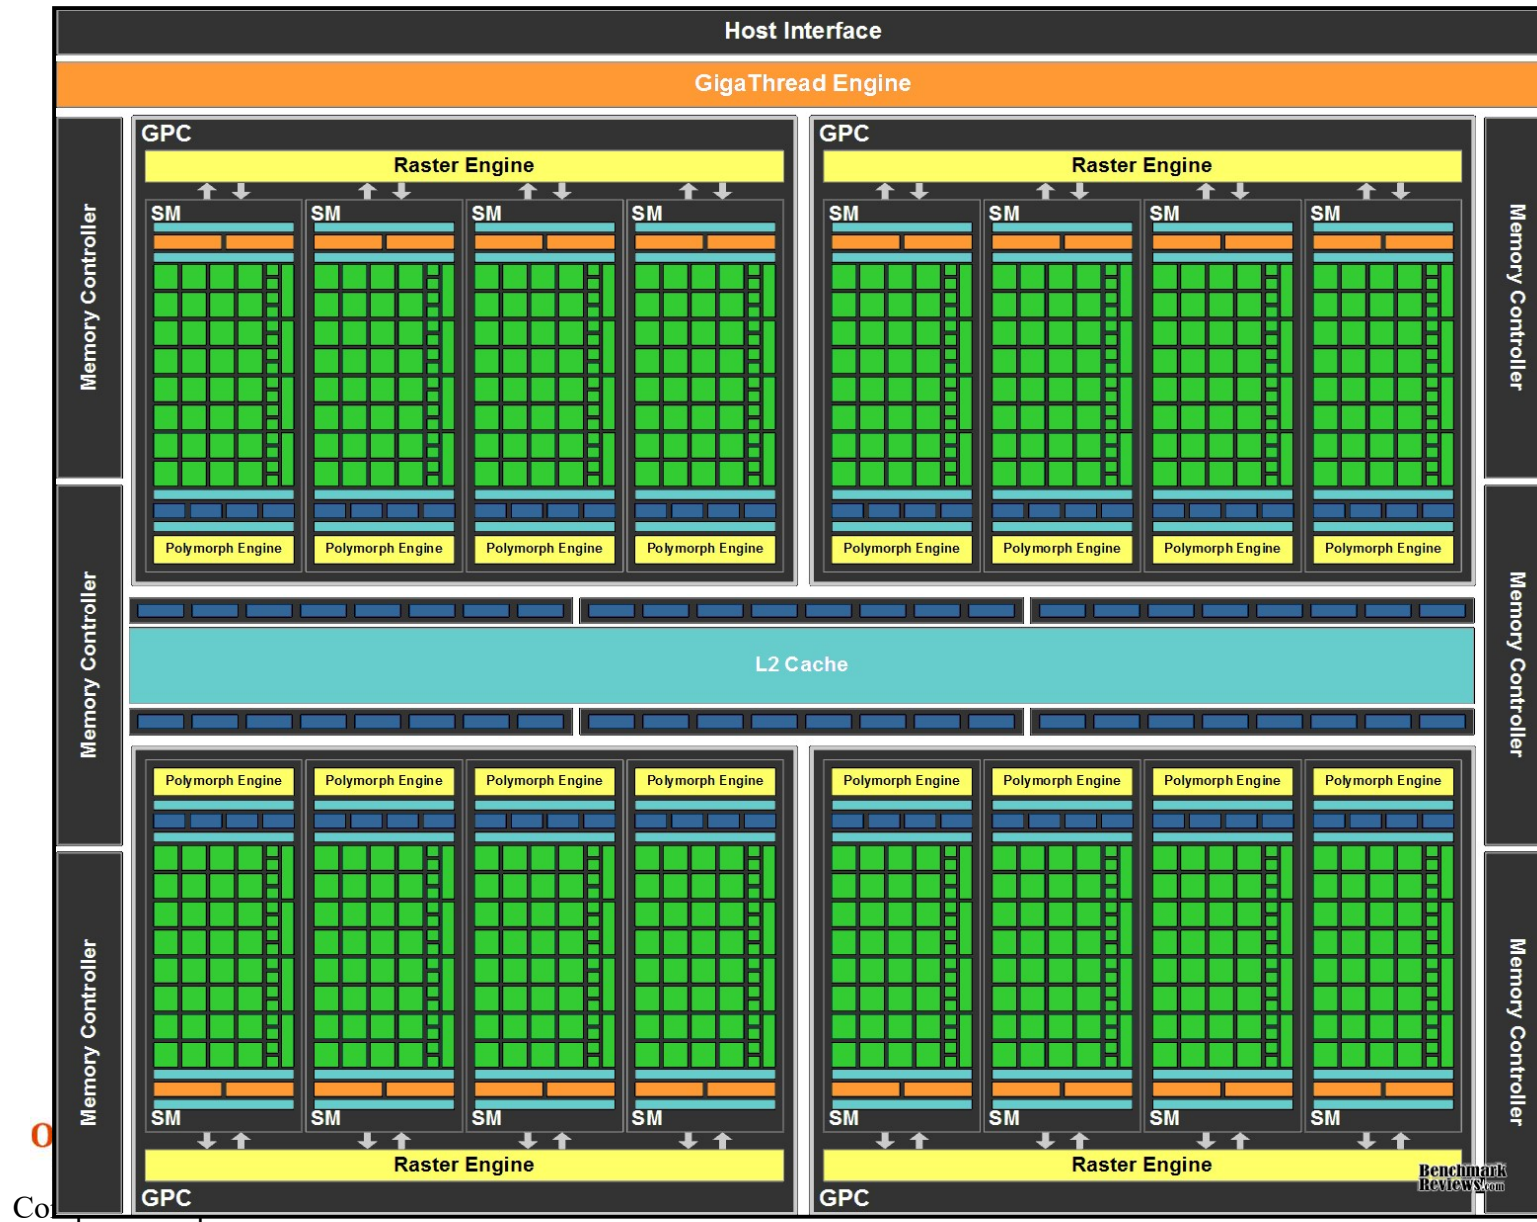 Host Interface
GigaThread Engine
GPC
GPC
Raster Engine
Raster Engine
SM SM SM SM
SM SM SM SM
Memory Controller
Memory Controller
Polymorph Engine Polymorph Engine Polymorph Engine Polymorph Engine
Polymorph Engine Polymorph Engine Polymorph Engine Polymorph Engine
Memory Controller
Memory Controller
L2 Cache
Polymorph Engine Polymorph Engine Polymorph Engine Polymorph Engine
Polymorph Engine Polymorph Engine Polymorph Engine Polymorph Engine
Memory Controller
Memory Controller
SM SM SM SM
SM SM SM SM
Raster Engine
Raster Engine
GPC
GPC
Benchmark
Reviews.com